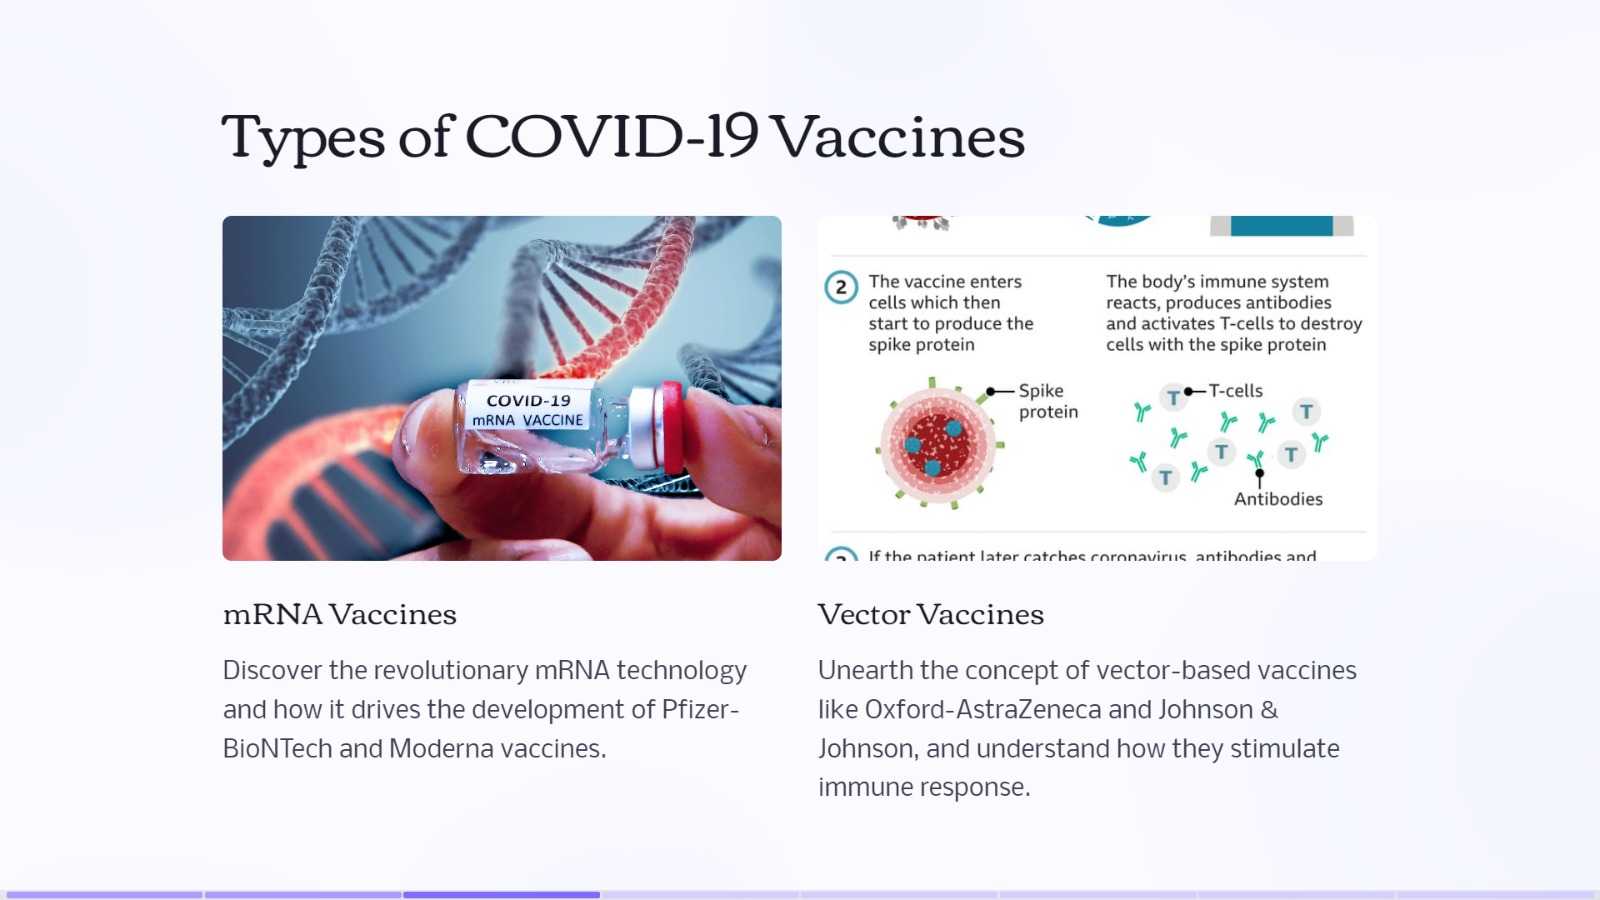 Types of COVID-19 Vaccines
COVID-19
mRNA VACCINE
2
The vaccine enters
cells which then
start to produce the
spike protein
The body's immune system
reacts, produces antibodies
and activates T-cells to destroy
cells with the spike protein
Spike
protein
T-cells
T
T
T
T
T
Antibodies
If the patient later catches coronavirus, antibodies and
mRNA Vaccines
Discover the revolutionary mRNA technology
and how it drives the development of Pfizer-
BioNTech and Moderna vaccines.
Vector Vaccines
Unearth the concept of vector-based vaccines
like Oxford-AstraZeneca and Johnson &
Johnson, and understand how they stimulate
immune response.